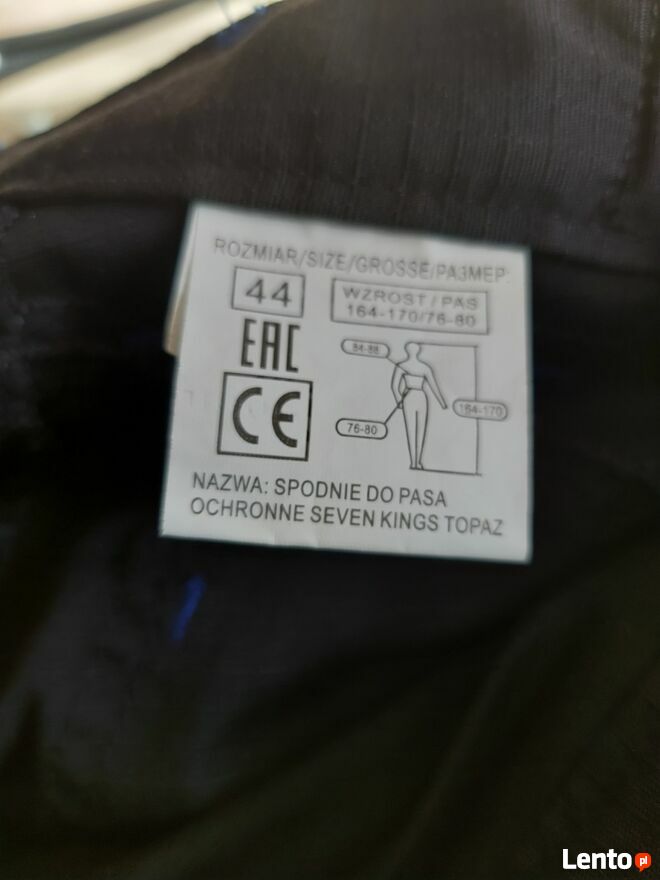 ROZMIAR/SIZE/GROSSE/РАЗМЕР:
44
WZROST / PAS
164-170/76-80
EAC
CE
84-88
164-170
76-80
NAZWA: SPODNIE DO PASA
OCHRONNE SEVEN KINGS TOPAZ
Lento.pl